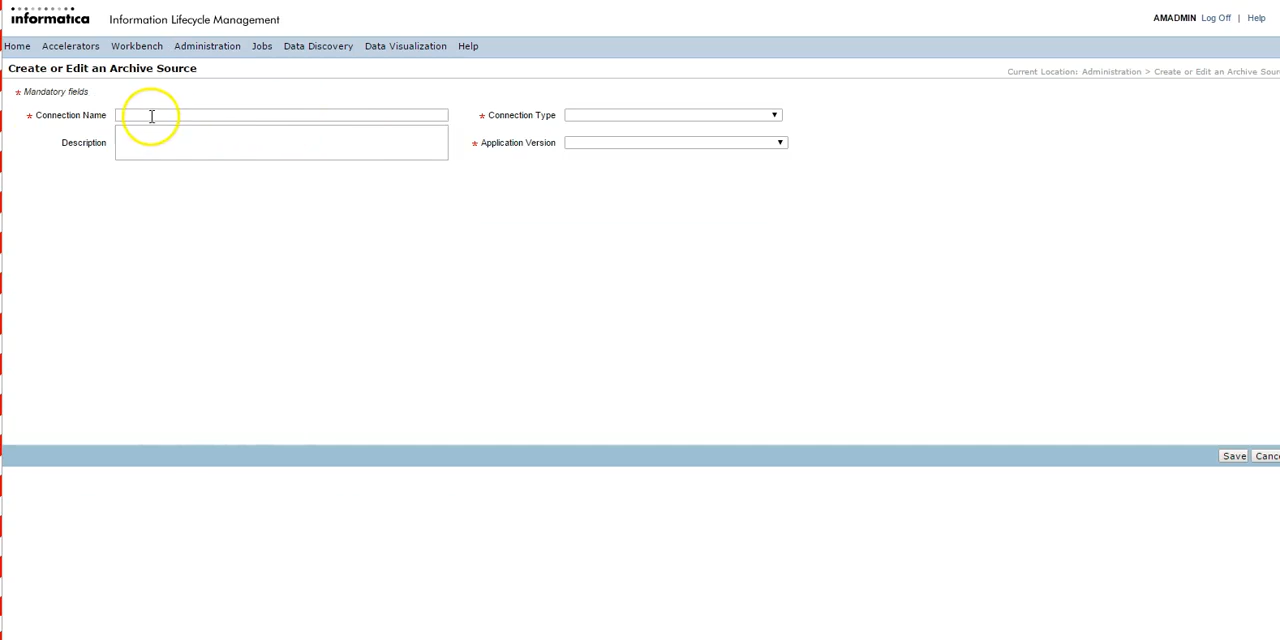 informatica Information Lifecycle Management
AMADMIN Log Off | Help
Home Accelerators Workbench Administration Jobs Data Discovery Data Visualization Help
Create or Edit an Archive Source
Current Location: Administration > Create or Edit an Archive Sour
* Mandatory fields
* Connection Name * Connection Type
Description * Application Version
Save Canc